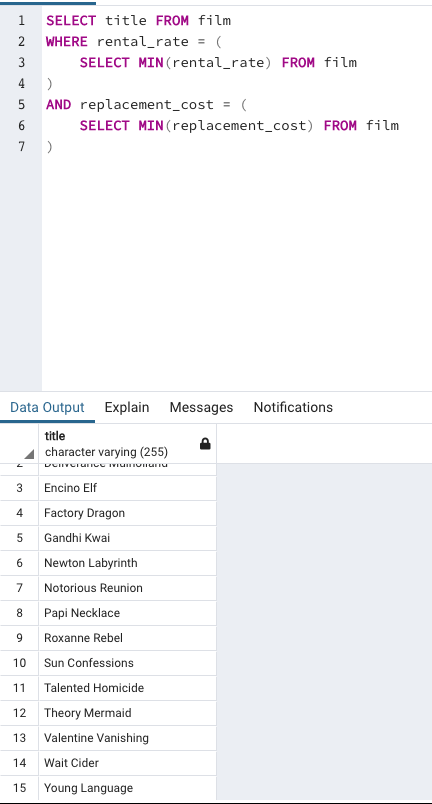 1 SELECT title FROM film
2 WHERE rental_rate = (
3 SELECT MIN(rental_rate) FROM film
4 )
5 AND replacement_cost = (
6 SELECT MIN(replacement_cost) FROM film
7 )
Data Output Explain Messages Notifications
title
character varying (255)
2 Deliverance Mulholland
3 Encino Elf
4 Factory Dragon
5 Gandhi Kwai
6 Newton Labyrinth
7 Notorious Reunion
8 Papi Necklace
9 Roxanne Rebel
10 Sun Confessions
11 Talented Homicide
12 Theory Mermaid
13 Valentine Vanishing
14 Wait Cider
15 Young Language